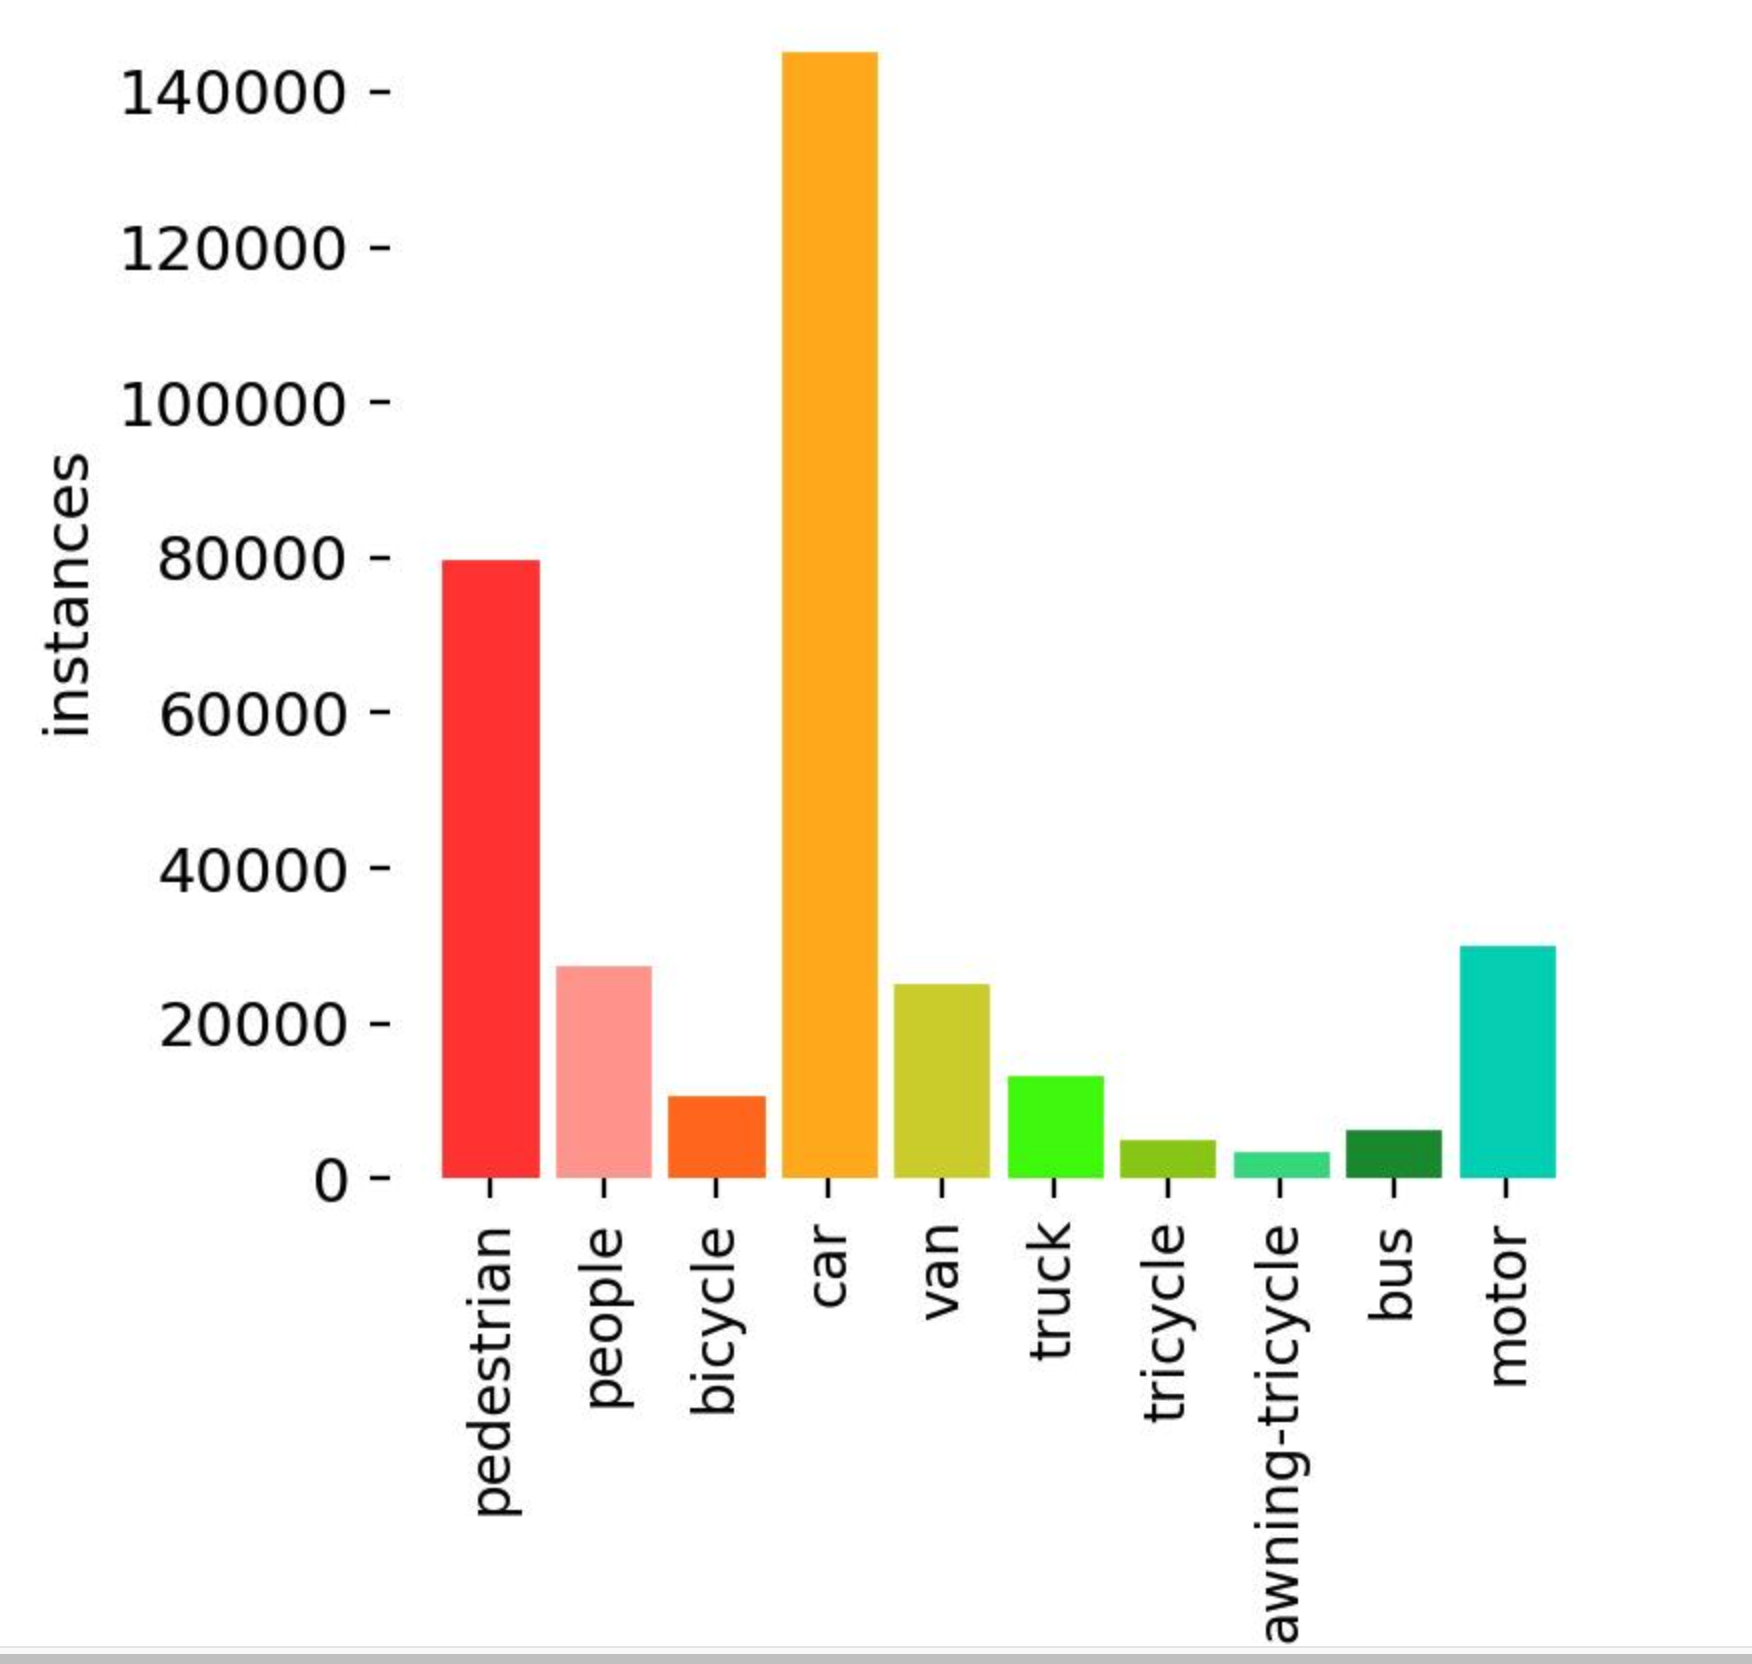 140000
120000
100000
80000
60000
40000
20000
0
instances
pedestrian
people
bicycle
car
van
truck
tricycle
awning-tricycle
bus
motor